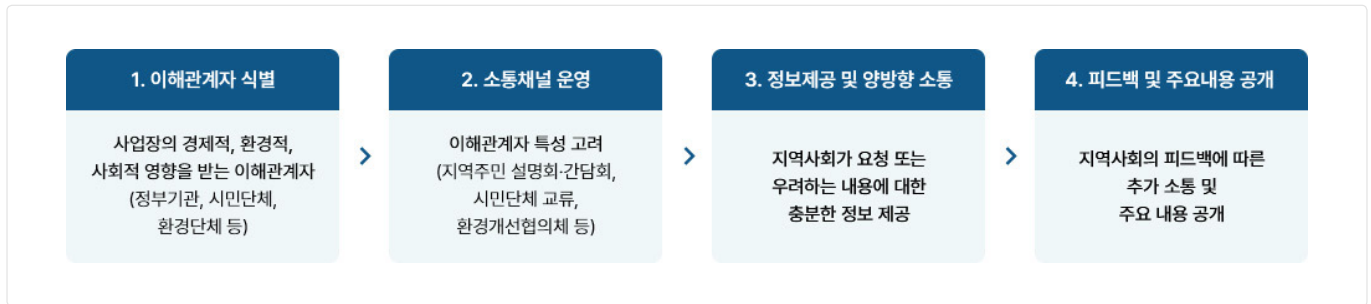 1. 이해관계자 식별
사업장의 경제적, 환경적,
사회적 영향을 받는 이해관계자
(정부기관, 시민단체,
환경단체 등)
2. 소통채널 운영
이해관계자 특성 고려
(지역주민 설명회·간담회,
시민단체 교류,
환경개선협의체 등)
3. 정보제공 및 양방향 소통
지역사회가 요청 또는
우려하는 내용에 대한
충분한 정보 제공
4. 피드백 및 주요내용 공개
지역사회의 피드백에 따른
추가 소통 및
주요 내용 공개